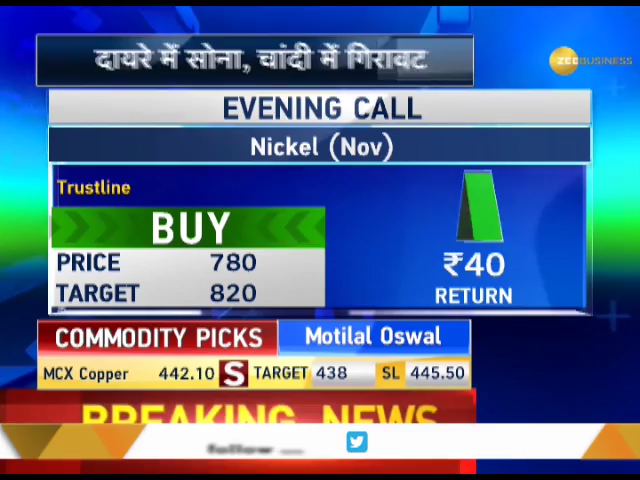 दायरे में सोना, चांदी में गिरावट
ZEE BUSINESS
EVENING CALL
Nickel (Nov)
Trustline
BUY
PRICE 780
TARGET 820
₹40
RETURN
COMMODITY PICKS Motilal Oswal
MCX Copper 442.10 S TARGET 438 SL 445.50
BREAKING NEWS
follow